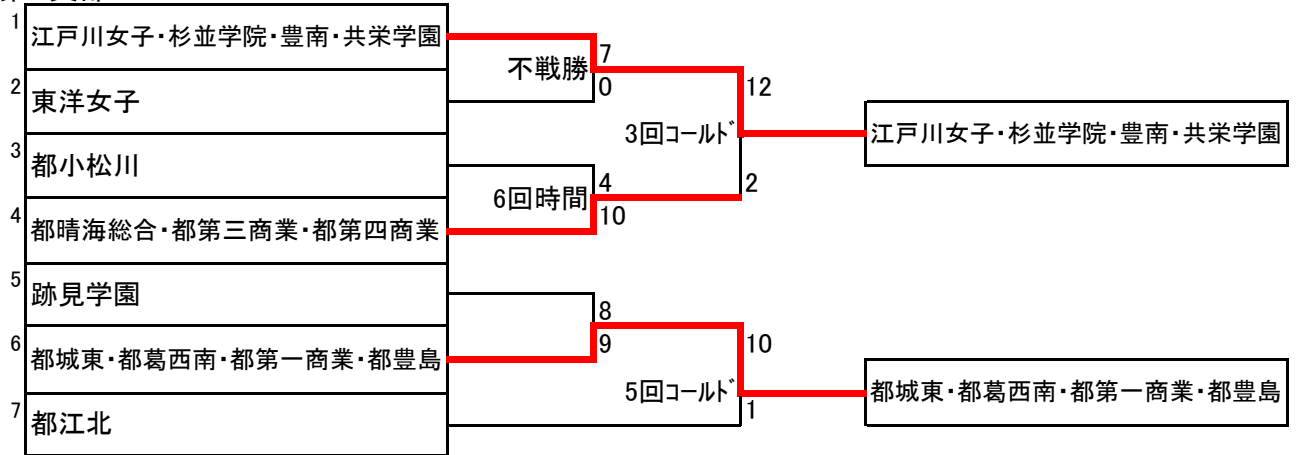 1
江戸川女子・杉並学院・豊南・共栄学園
7
不戦勝
2
東洋女子
0
12
3回コールド
江戸川女子・杉並学院・豊南・共栄学園
3
都小松川
4
6回時間
2
4
都晴海総合・都第三商業・都第四商業
10
5
跡見学園
8
6
都城東・都葛西南・都第一商業・都豊島
9
10
5回コールド
都城東・都葛西南・都第一商業・都豊島
7
都江北
1